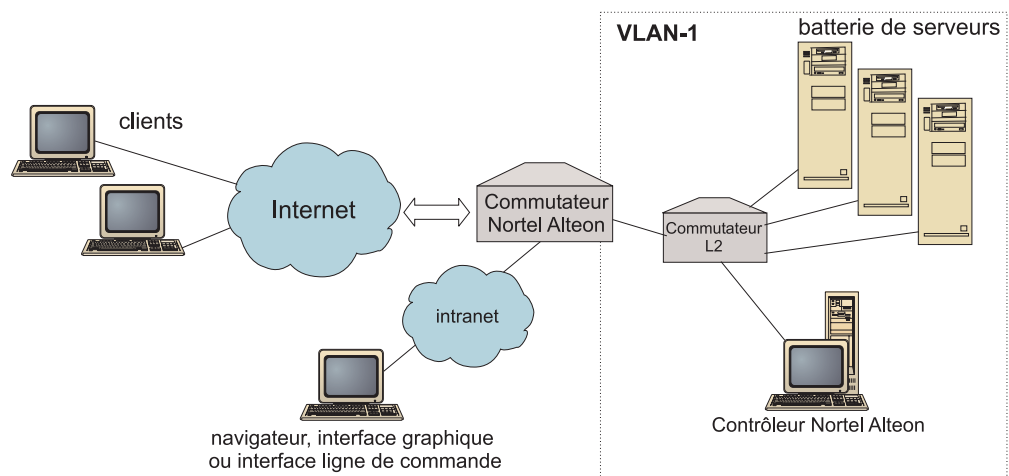 VLAN-1
batterie de serveurs
clients
Internet
Commutateur
Nortel Alteon
Commutateur
L2
intranet
Contrôleur Nortel Alteon
navigateur, interface graphique
ou interface ligne de commande